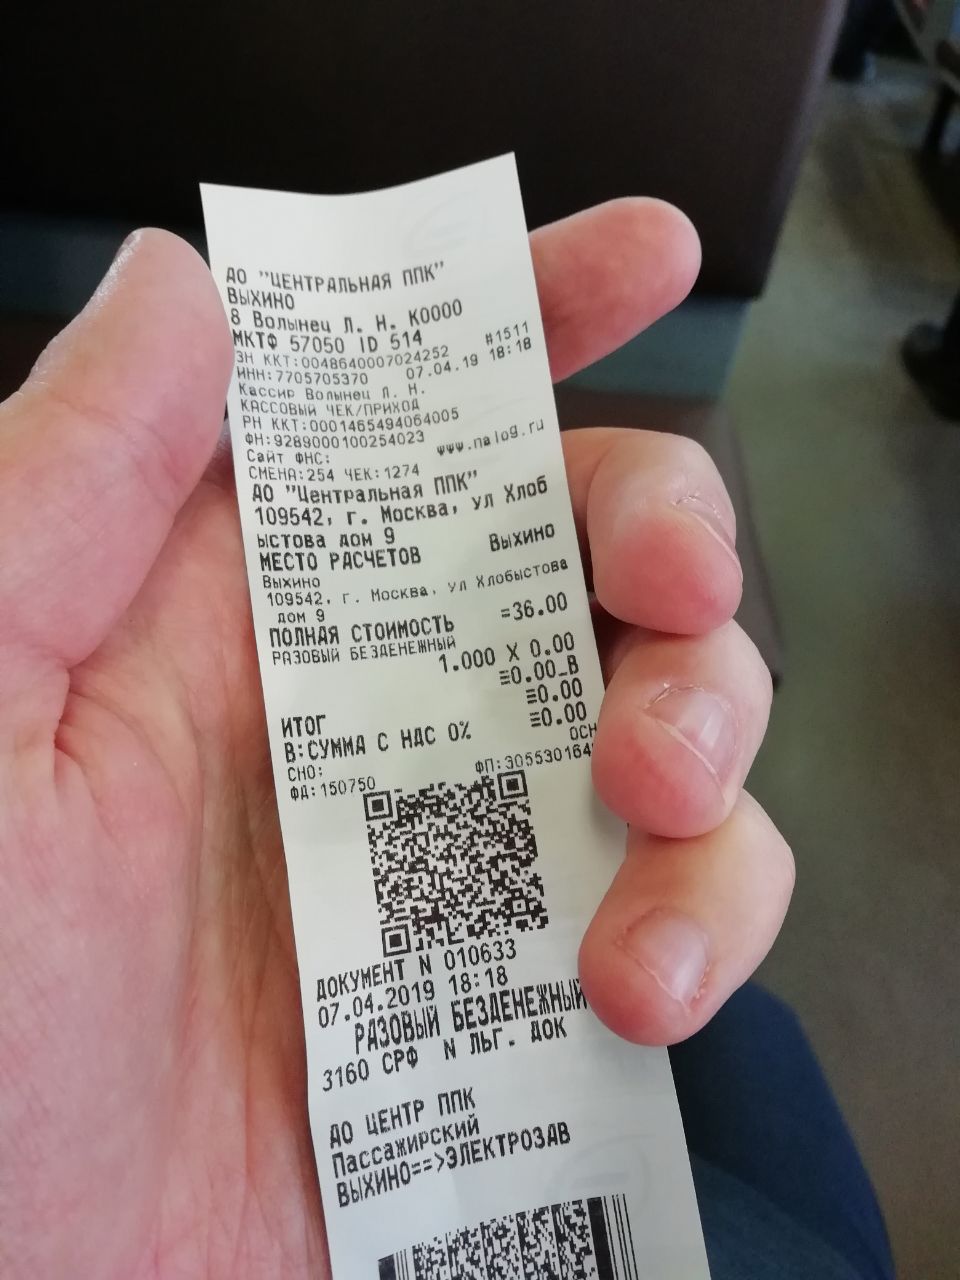 АО "ЦЕНТРАЛЬНАЯ ППК"
ВЫХИНО
8 Волынец Л. Н. К0000
МКТФ 57050 ID 514 #1511
ЗН ККТ:0048640007024252
ИНН:7705705370 07.04.19 18:18
Кассир Волынец Л. Н.
КАССОВЫЙ ЧЕК/ПРИХОД
РН ККТ:0001465494064005
ФН:9289000100254023
Сайт ФНС: www.nalog.ru
СМЕНА:254 ЧЕК:1274
АО "Центральная ППК"
109542, г. Москва, ул Хлоб
ыстова дом 9
МЕСТО РАСЧЕТОВ Выхино
Выхино
109542, г. Москва, ул Хлобыстова
дом 9
ПОЛНАЯ СТОИМОСТЬ =36.00
РАЗОВЫЙ БЕЗДЕНЕЖНЫЙ
1.000 X 0.00
≡0.00_В
ИТОГ ≡0.00
В:СУММА С НДС 0% ≡0.00
СНО: ОСН
ФД:150750 ФП:305530164
ДОКУМЕНТ N 010633
07.04.2019 18:18
РАЗОВЫЙ БЕЗДЕНЕЖНЫЙ
3160 СРФ N ЛЬГ. ДОК
АО ЦЕНТР ППК
Пассажирский
ВЫХИНО==>ЭЛЕКТРОЗАВ